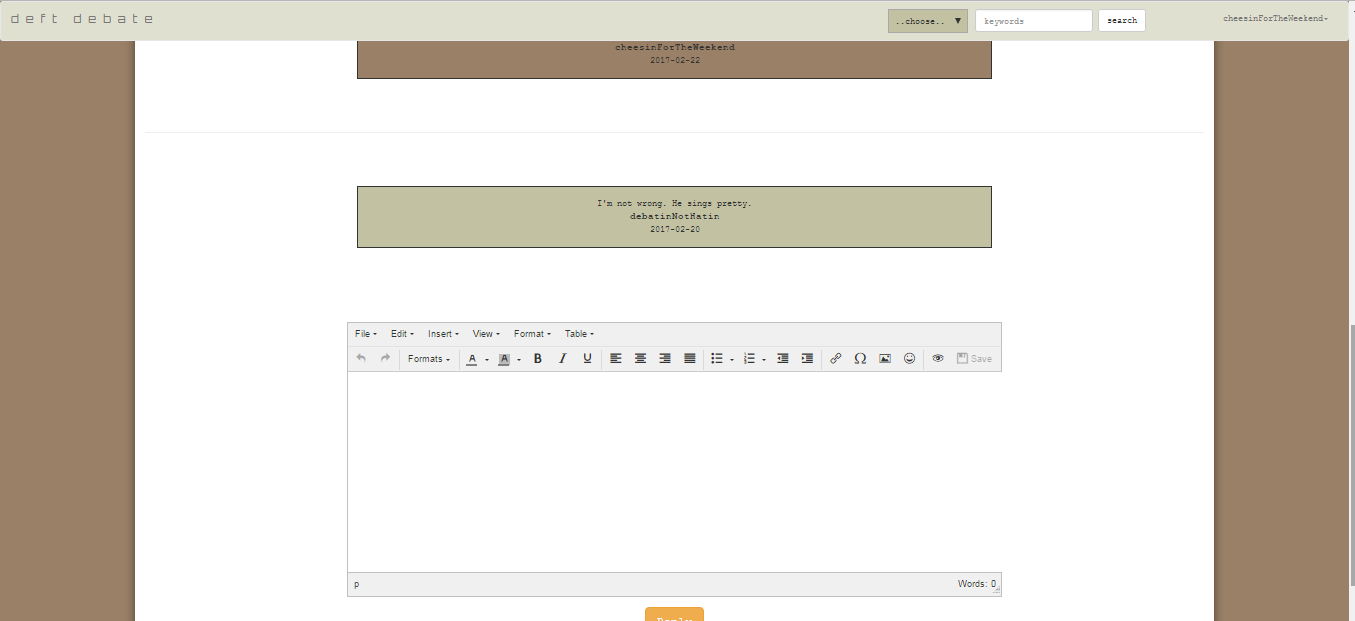 deft debate
..choose.. ▼ keywords search cheesinForTheWeekend
cheesinForTheWeekend
2017-02-22
I'm not wrong. He sings pretty.
debatinNotHatin
2017-02-20
File Edit Insert View Format Table
Formats A A B I U Ω Save
p Words: 0
Reply